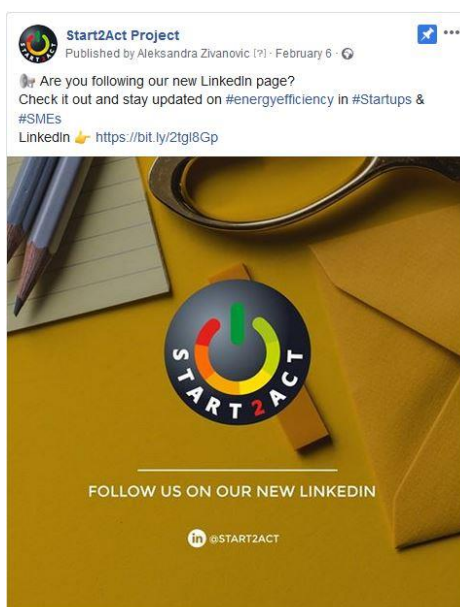 Start2Act Project
Published by Aleksandra Zivanovic [?] · February 6 ·
Are you following our new LinkedIn page?
Check it out and stay updated on #energyefficiency in #Startups &
#SMEs
LinkedIn 👉 https://bit.ly/2tgl8Gp
START2ACT
FOLLOW US ON OUR NEW LINKEDIN
in @START2ACT